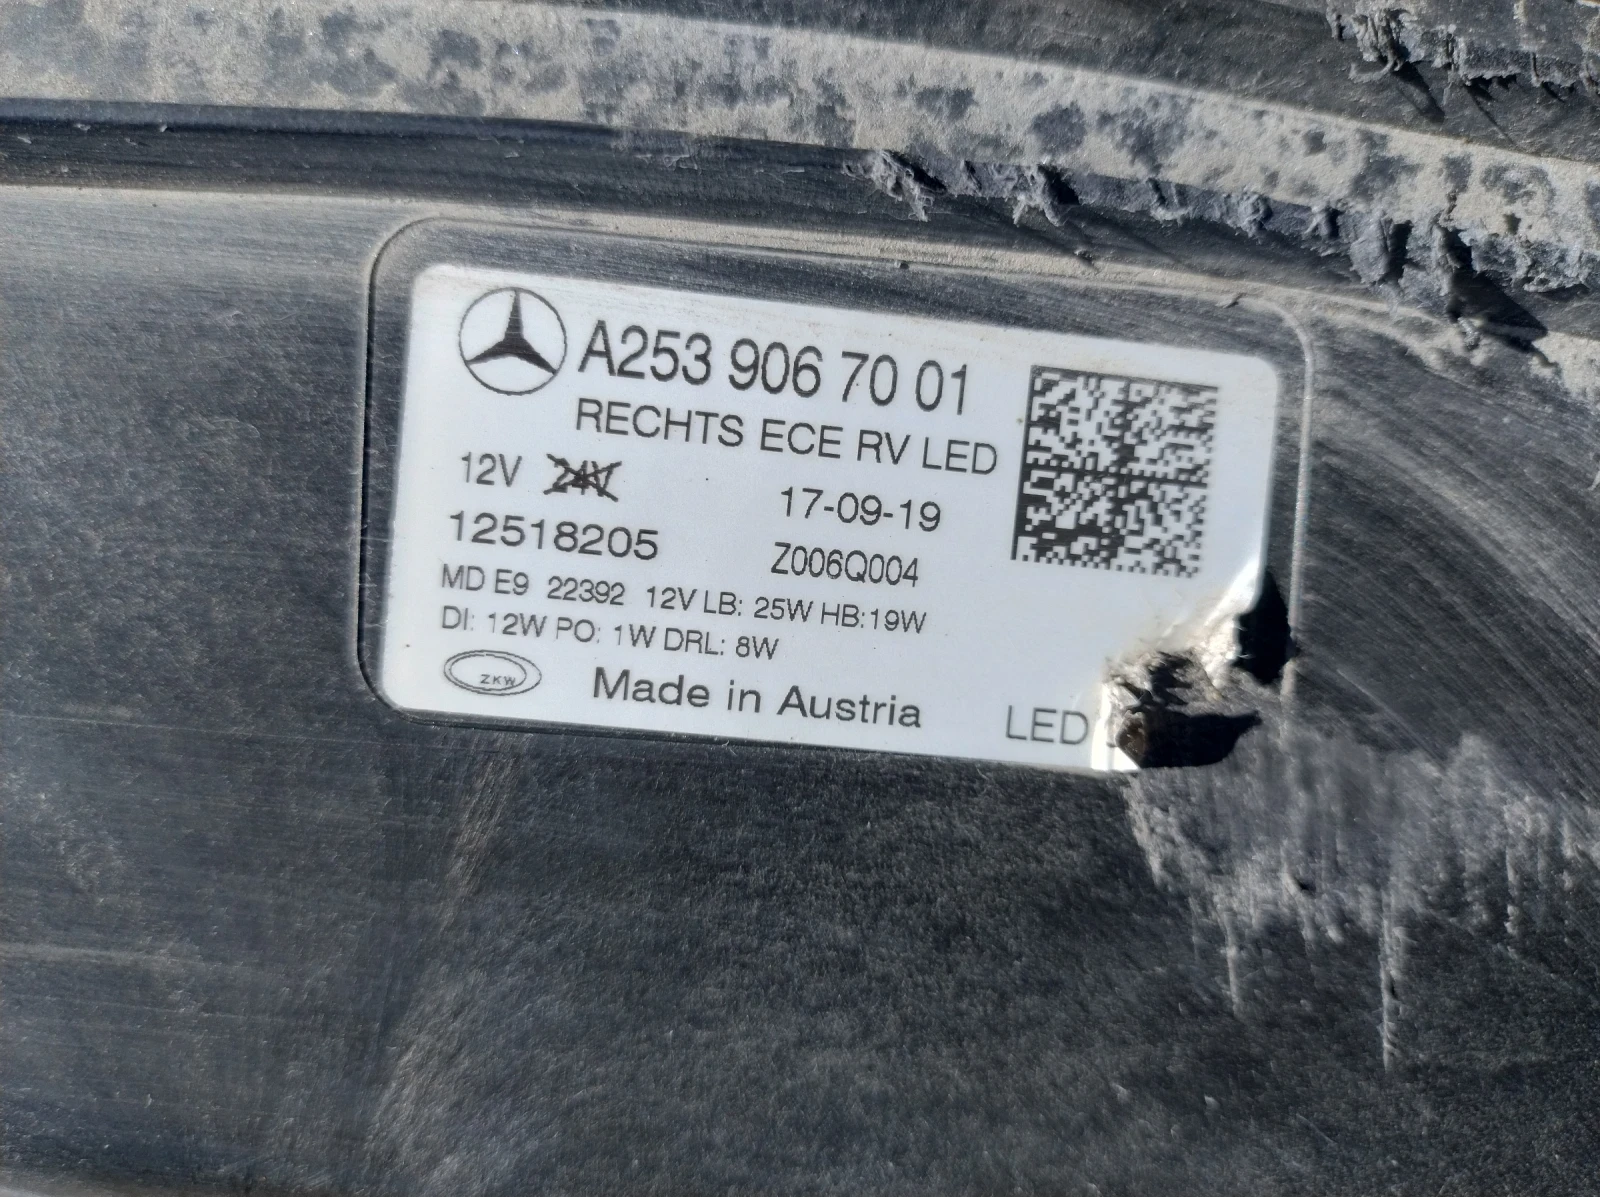 A253 906 70 01
RECHTS ECE RV LED
12V 24V 17-09-19
12518205 Z006Q004
MD E9 22392 12V LB: 25W HB:19W
DI: 12W PO: 1W DRL: 8W
ZKW Made in Austria LED